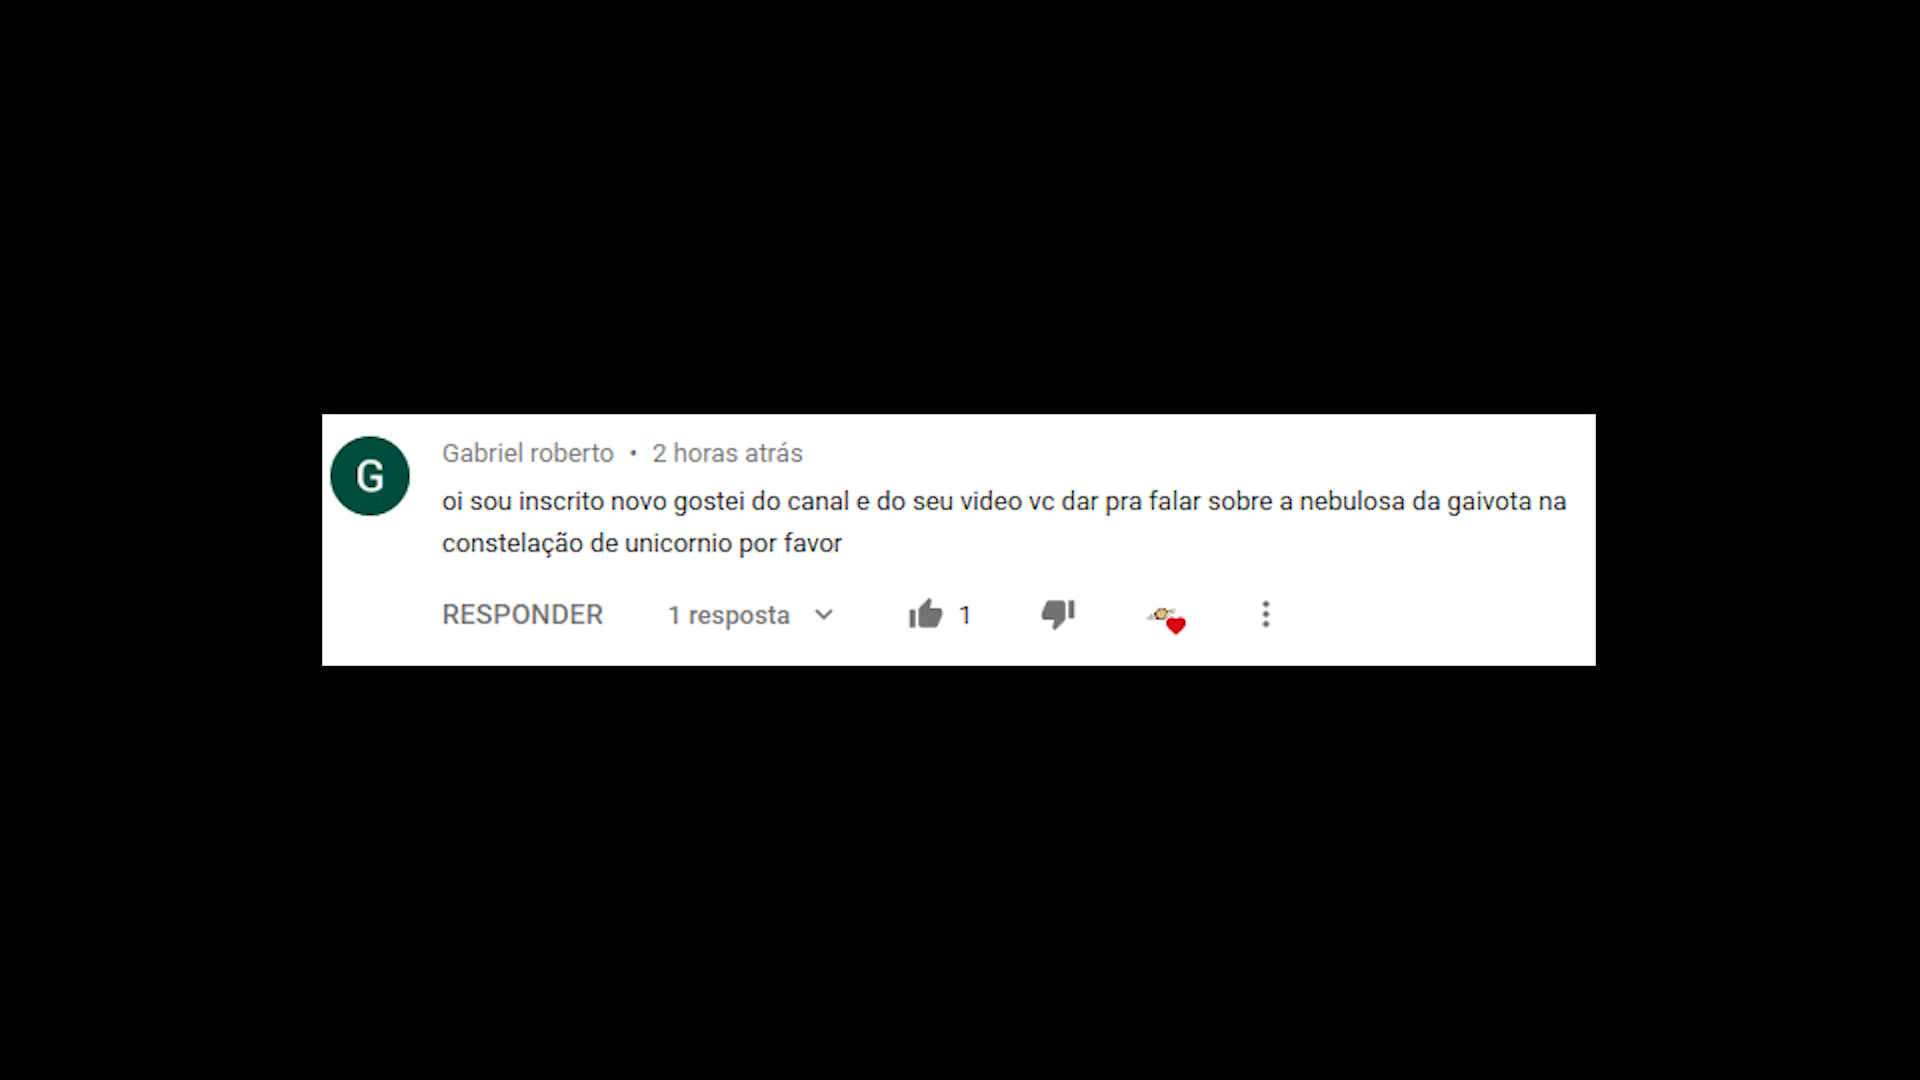 G
Gabriel roberto • 2 horas atrás
oi sou inscrito novo gostei do canal e do seu video vc dar pra falar sobre a nebulosa da gaivota na
constelação de unicornio por favor
RESPONDER 1 resposta 1